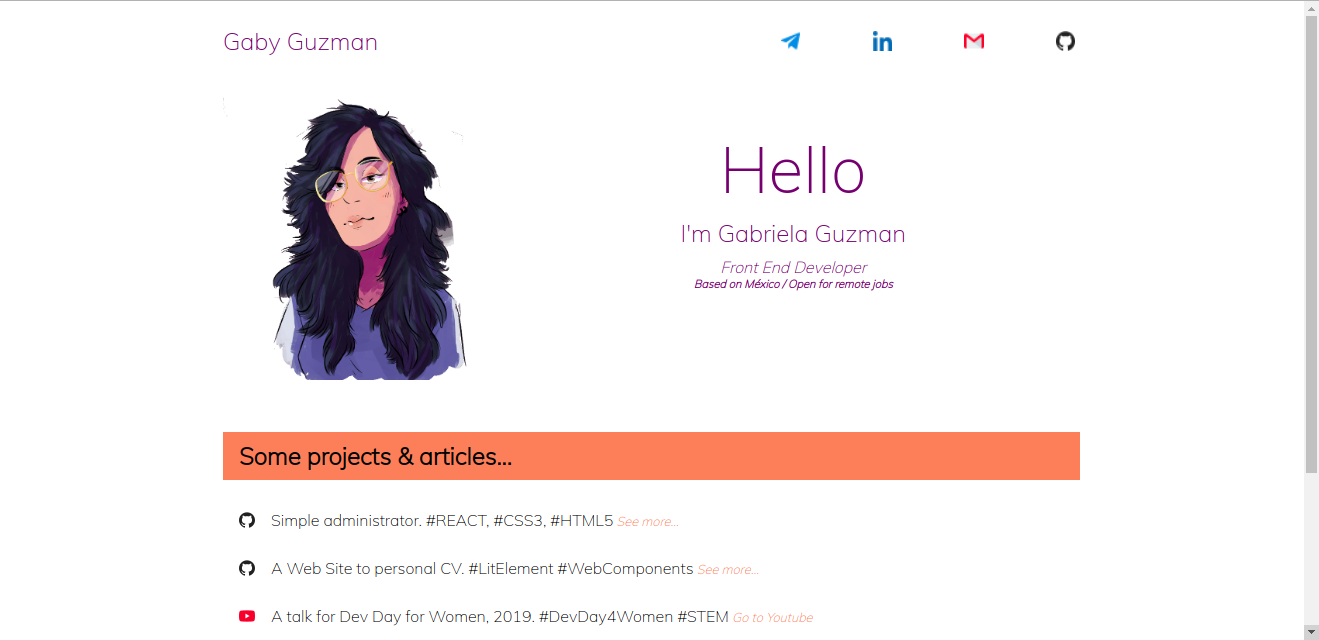 Gaby Guzman
Hello
I'm Gabriela Guzman
Front End Developer
Based on México / Open for remote jobs
Some projects & articles...
Simple administrator. #REACT, #CSS3, #HTML5 See more...
A Web Site to personal CV. #LitElement #WebComponents See more...
A talk for Dev Day for Women, 2019. #DevDay4Women #STEM Go to Youtube